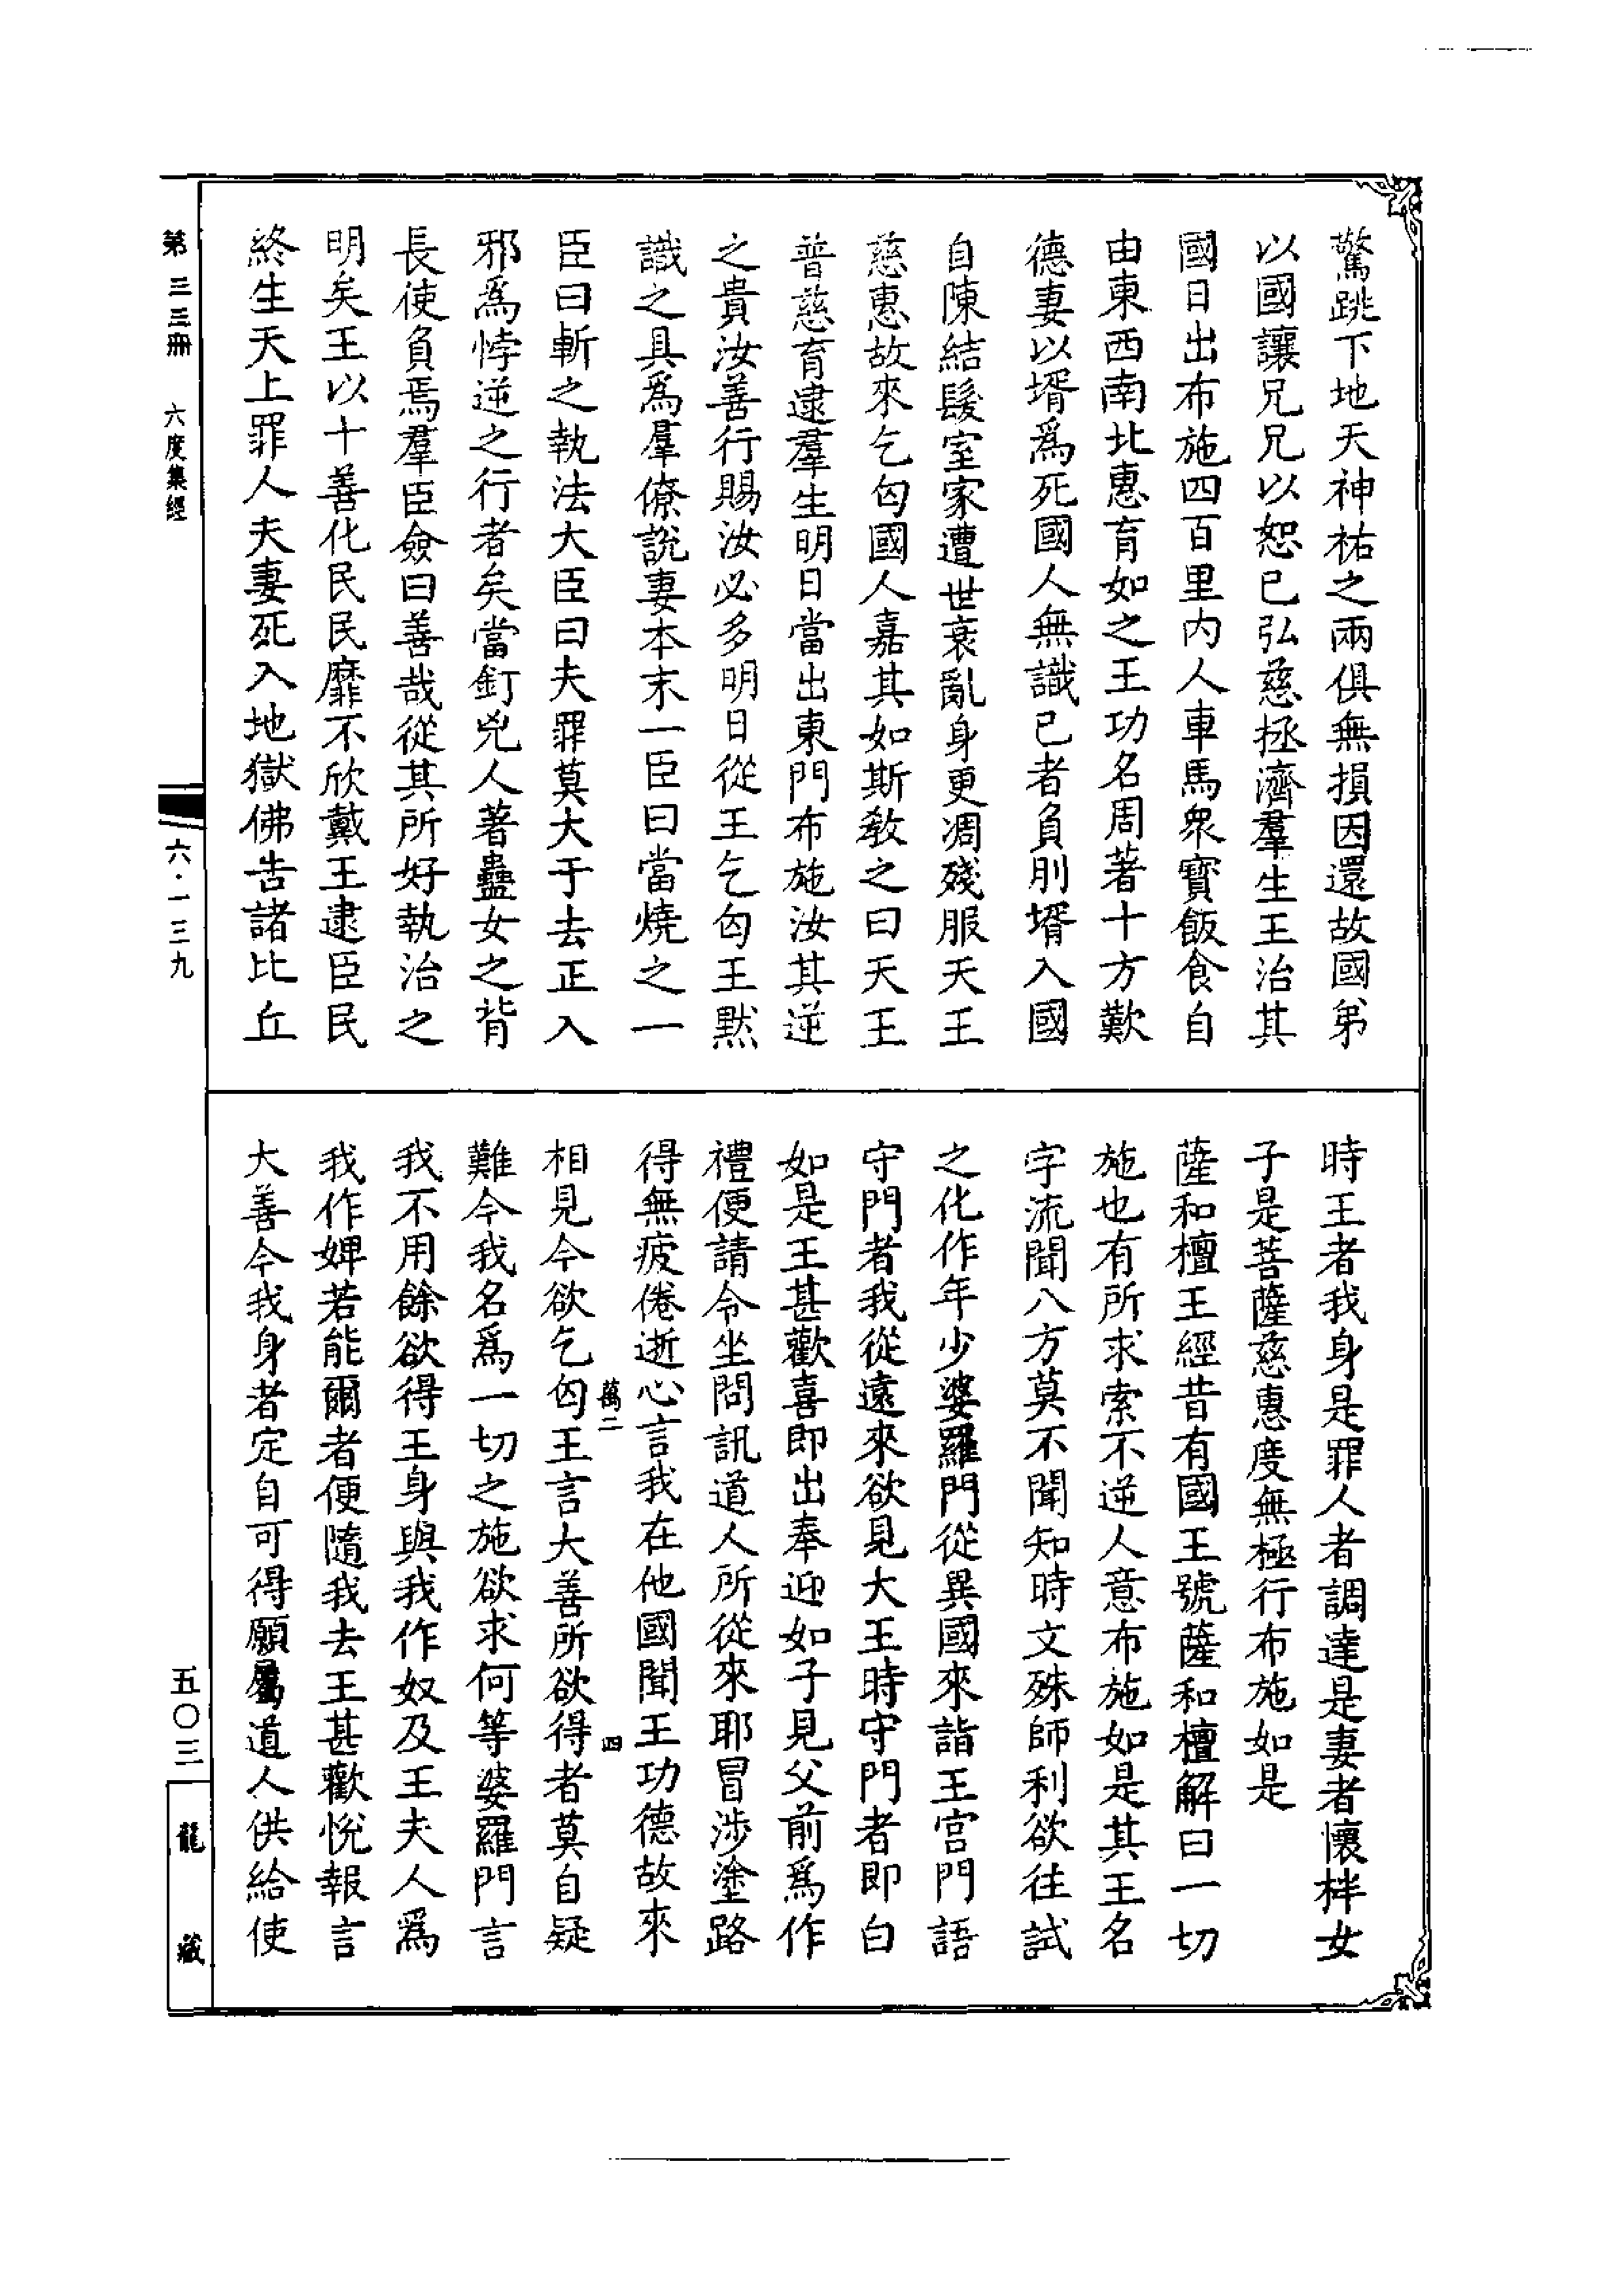 驚跳下地天神祐之兩俱無損因還故國弟
以國讓兄兄以恕已弘慈拯濟羣生王治其
國日出布施四百里內人車馬眾寶飯食自
由東西南北惠育如之王功名周著十方歎
德妻以壻爲死國人無識已者負刖壻入國
自陳結髮室家遭世衰亂身更凋殘服天王
慈惠故來乞匃國人嘉其如斯教之曰天王
普慈育逮羣生明日當出東門布施汝其逆
之貴汝善行賜汝必多明日從王乞匃王默
識之具爲羣僚說妻本末一臣曰當燒之一
臣曰斬之執法大臣曰夫罪莫大于去正入
邪爲悖逆之行者矣當釘兇人著蠱女之背
長使負焉羣臣僉曰善哉從其所好執治之
明矣王以十善化民民靡不欣戴王逮臣民
終生天上罪人夫妻死入地獄佛告諸比丘
時王者我身是罪人者調達是妻者懷柈女
子是菩薩慈惠度無極行布施如是
薩和檀王經昔有國王號薩和檀解曰一切
施也有所求索不逆人意布施如是其王名
字流聞八方莫不聞知時文殊師利欲往試
之化作年少婆羅門從異國來詣王宮門語
守門者我從遠來欲見大王時守門者即白
如是王甚歡喜即出奉迎如子見父前爲作
禮便請令坐問訊道人所從來耶冒涉塗路
得無疲倦逝心言我在他國聞王功德故來
萬二 四
相見今欲乞匃王言大善所欲得者莫自疑
難今我名爲一切之施欲求何等婆羅門言
我不用餘欲得王身與我作奴及王夫人爲
我作婢若能爾者便隨我去王甚歡悅報言
大善今我身者定自可得願屬道人供給使
第三三冊 六度集經
六·一三九
五〇三
龍藏